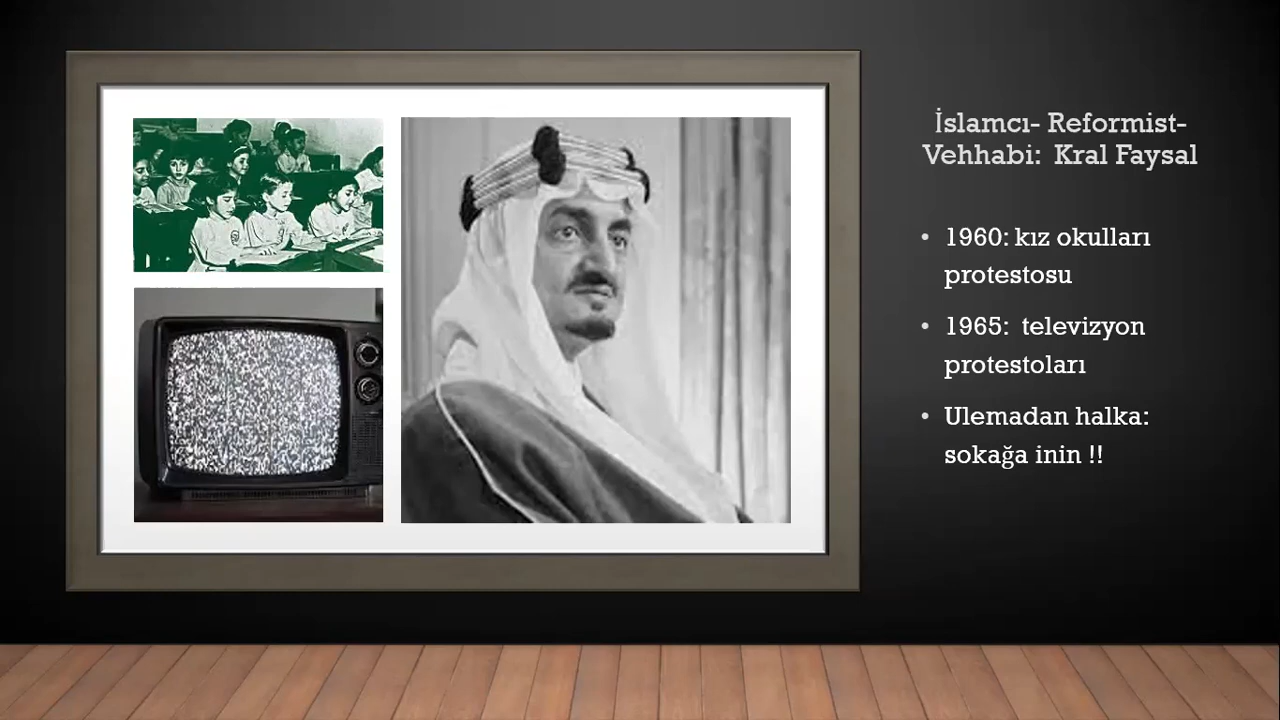 İslamcı- Reformist-
Vehhabi: Kral Faysal
• 1960: kız okulları
protestosu
• 1965: televizyon
protestoları
• Ulemadan halka:
sokağa inin !!